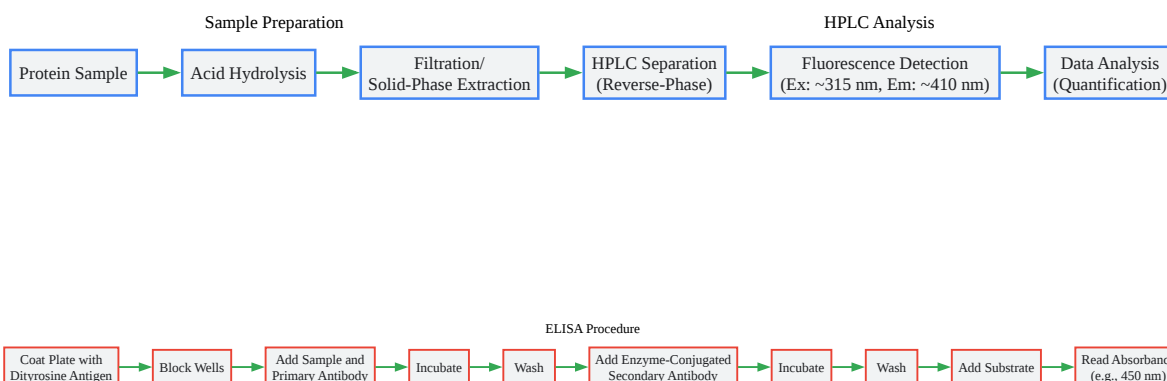 Sample Preparation
HPLC Analysis
Protein Sample
Acid Hydrolysis
Filtration/
Solid-Phase Extraction
HPLC Separation
(Reverse-Phase)
Fluorescence Detection
(Ex: ~315 nm, Em: ~410 nm)
Data Analysis
(Quantification)
ELISA Procedure
Coat Plate with
Dityrosine Antigen
Block Wells
Add Sample and
Primary Antibody
Incubate
Wash
Add Enzyme-Conjugated
Secondary Antibody
Incubate
Wash
Add Substrate
Read Absorbanc
(e.g., 450 nm)